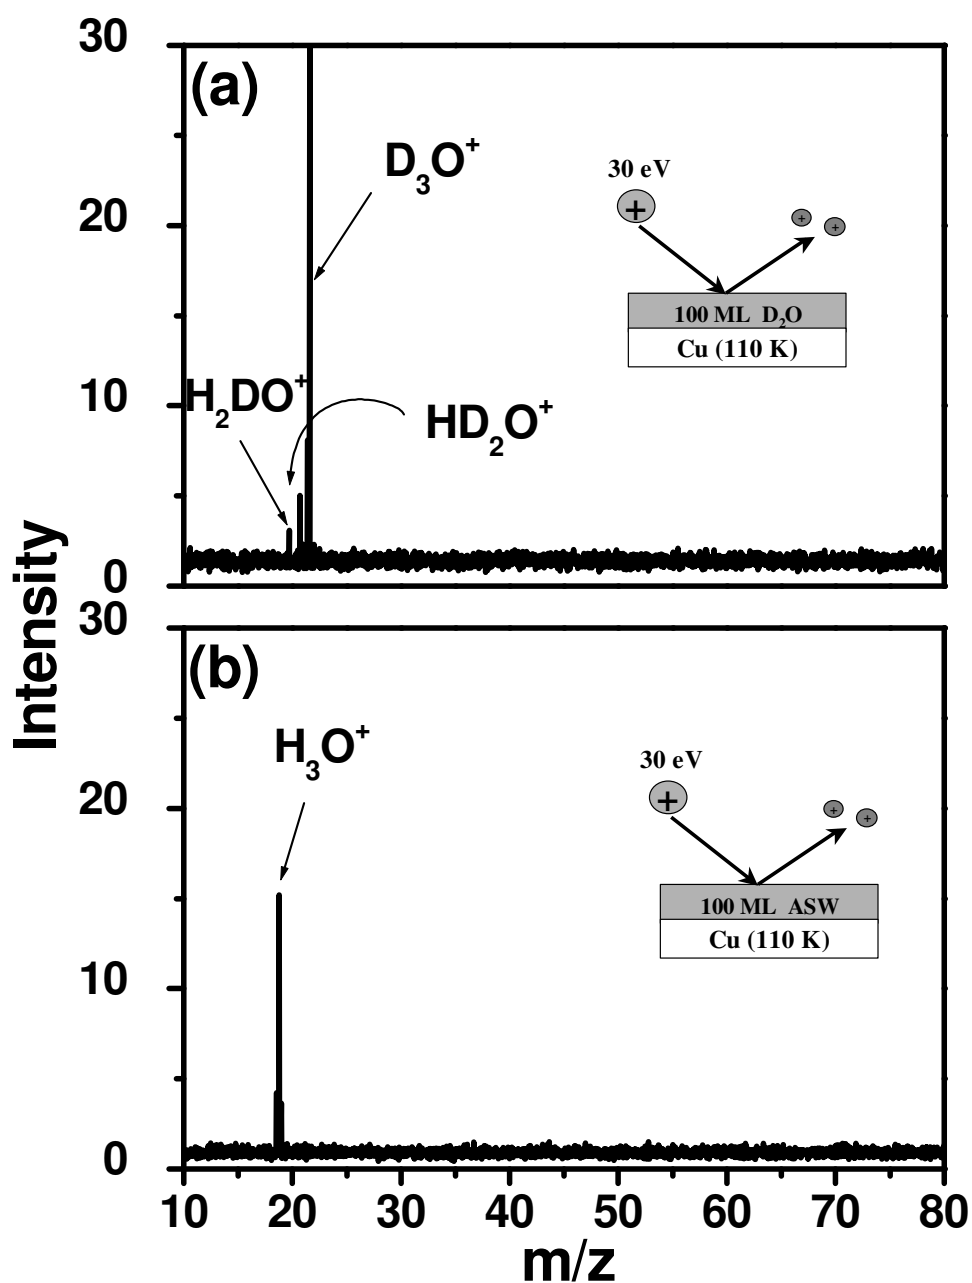 Intensity
30
20
10
0
(a)
D₃O⁺
H₂DO⁺
HD₂O⁺
30 eV
+
+ +
100 ML D₂O
Cu (110 K)
30
20
10
0
(b)
H₃O⁺
30 eV
+
+ +
100 ML ASW
Cu (110 K)
10 20 30 40 50 60 70 80
m/z